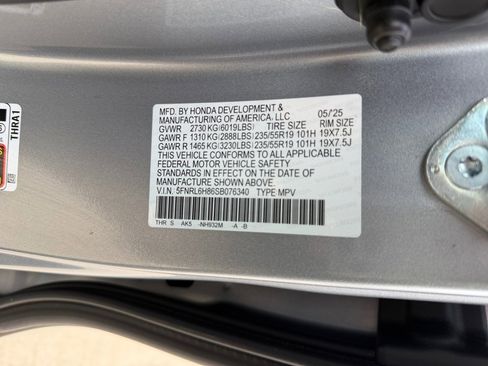 MFD. BY HONDA DEVELOPMENT &
MANUFACTURING OF AMERICA, LLC 05/'25
GVWR 2730 KG(6019LBS) TIRE SIZE RIM SIZE
GAWR F 1310 KG(2888LBS)235/55R19 101H 19X7.5J
GAWR R 1465 KG(3230LBS)235/55R19 101H 19X7.5J
THIS VEHICLE CONFORMS TO ALL APPLICABLE
FEDERAL MOTOR VEHICLE SAFETY
STANDARDS IN EFFECT ON THE DATE OF
MANUFACTURE SHOWN ABOVE.
V.I.N. 5FNRL6H86SB076340 TYPE MPV
THR S AK5 -NH932M -A -B
THRA1